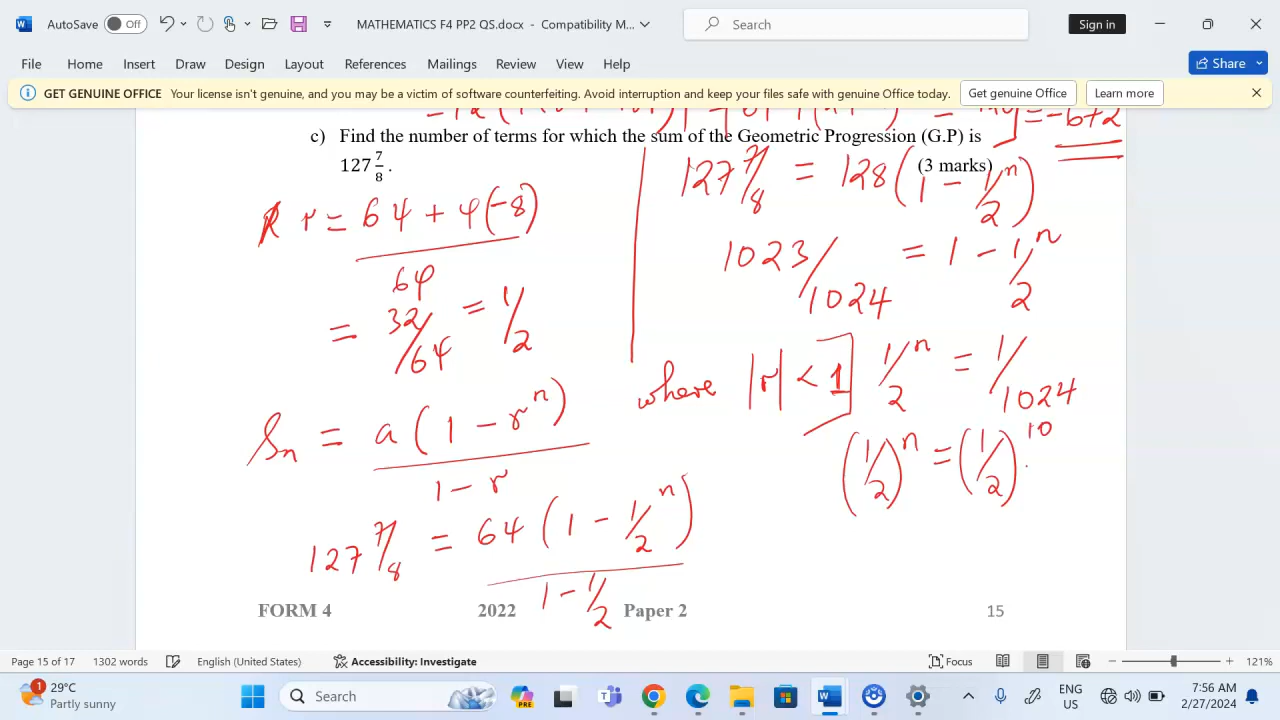 AutoSave Off MATHEMATICS F4 PP2 QS.docx - Compatibility M... Search Sign in
File Home Insert Draw Design Layout References Mailings Review View Help Share
GET GENUINE OFFICE Your license isn't genuine, and you may be a victim of software counterfeiting. Avoid interruption and keep your files safe with genuine Office today. Get genuine Office Learn more
= -672
c) Find the number of terms for which the sum of the Geometric Progression (G.P) is
127 7/8 . (3 marks)
r = 64 + 4(-8)
64
= 32/64 = 1/2
Sn = a(1 - r^n)
1 - r
where |r| < 1
127 7/8 = 64(1 - 1/2^n)
1 - 1/2
127 7/8 = 128(1 - 1/2^n)
1023/1024 = 1 - 1/2^n
1/2^n = 1/1024
(1/2)^n = (1/2)^10
FORM 4 2022 Paper 2 15
Page 15 of 17 1302 words English (United States) Accessibility: Investigate Focus 121%
1 29°C
Partly sunny
Search
ENG
US
7:56 AM
2/27/2024